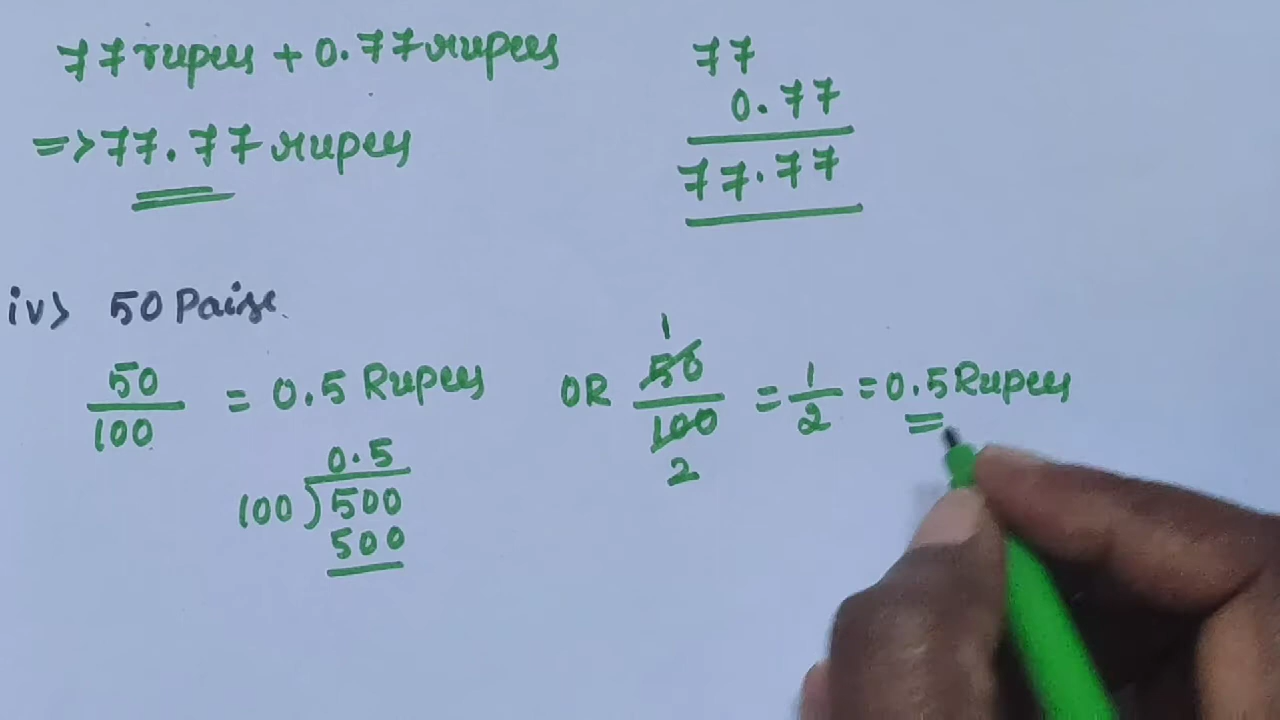 77 rupees + 0.77 rupees
=> 77.77 rupees
77
0.77
77.77
iv> 50 Paise.
50
100
= 0.5 Rupees
0.5
100 ) 500
500
OR
1
50
100
2
= 1
2
= 0.5 Rupees